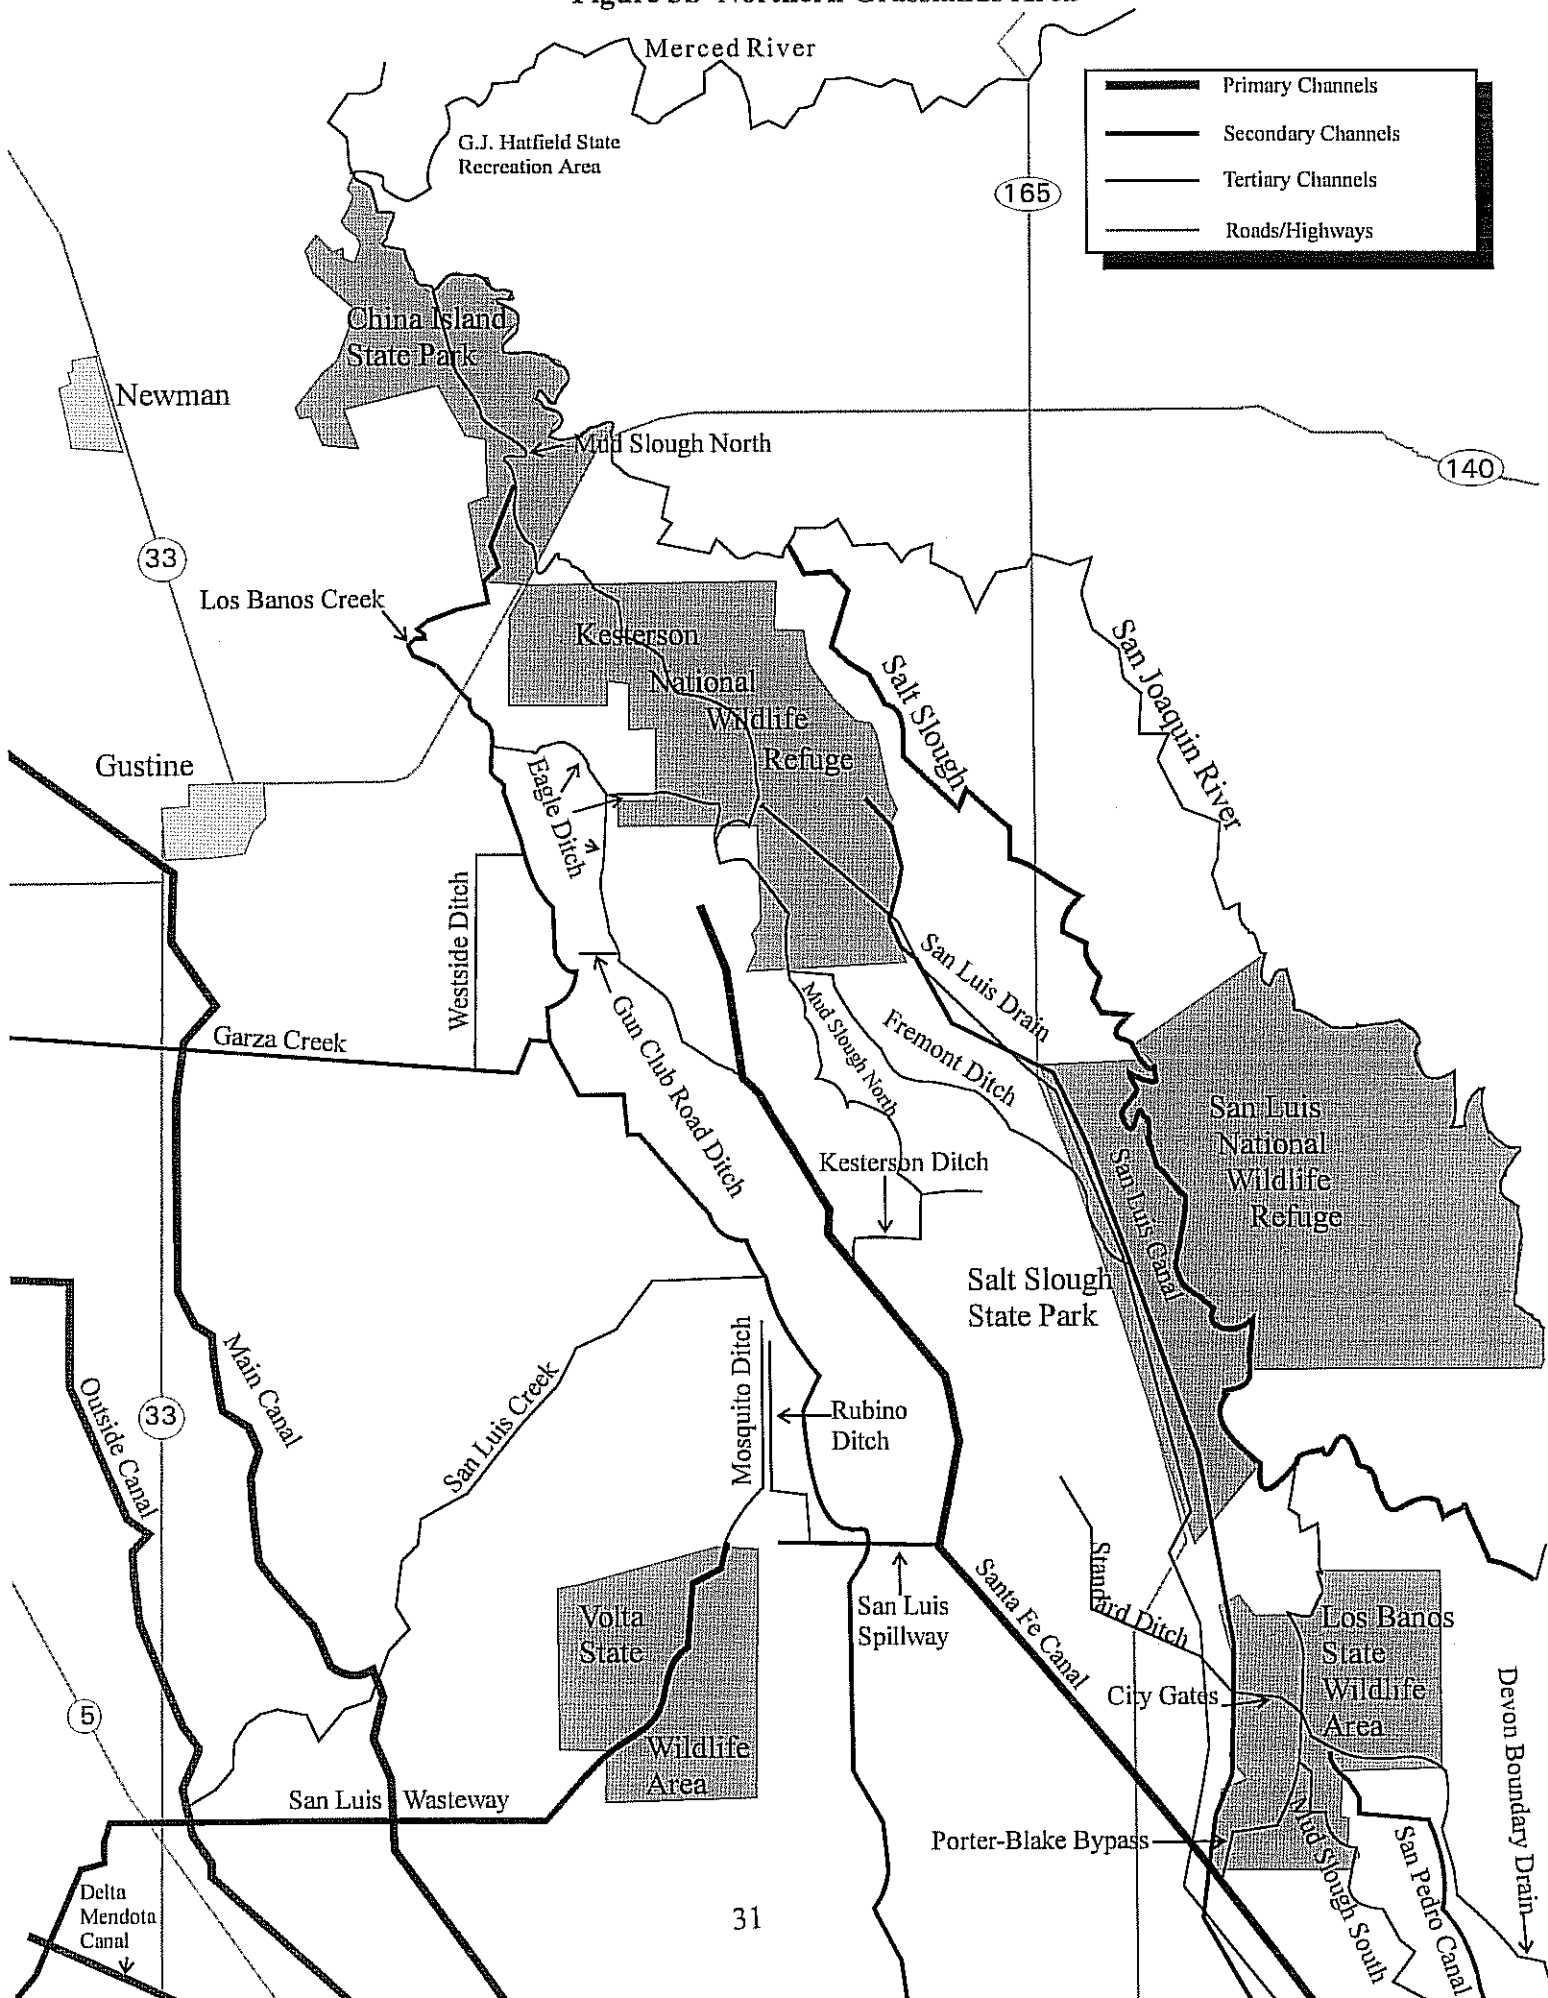 Figure 3B Northern Grasslands Area
Merced River
Primary Channels
Secondary Channels
Tertiary Channels
Roads/Highways
G.J. Hatfield State
Recreation Area
165
China Island
State Park
Newman
Mud Slough North
140
33
Los Banos Creek
Kesterson
National
Wildlife
Refuge
Salt Slough
San Joaquin River
Gustine
Eagle Ditch
Westside Ditch
Garza Creek
Gun Club Road Ditch
San Luis Drain
Mud Slough North
Fremont Ditch
San Luis
National
Wildlife
Refuge
San Luis Canal
Kesterson Ditch
Salt Slough
State Park
Main Canal
Outside Canal
33
San Luis Creek
Mosquito Ditch
Rubino
Ditch
Standard Ditch
Santa Fe Canal
San Luis
Spillway
Volta
State
Wildlife
Area
Los Banos
State
Wildlife
Area
City Gates
Devon Boundary Drain
5
San Luis Wasteway
Porter-Blake Bypass
Mud Slough South
San Pedro Canal
Delta
Mendota
Canal
31